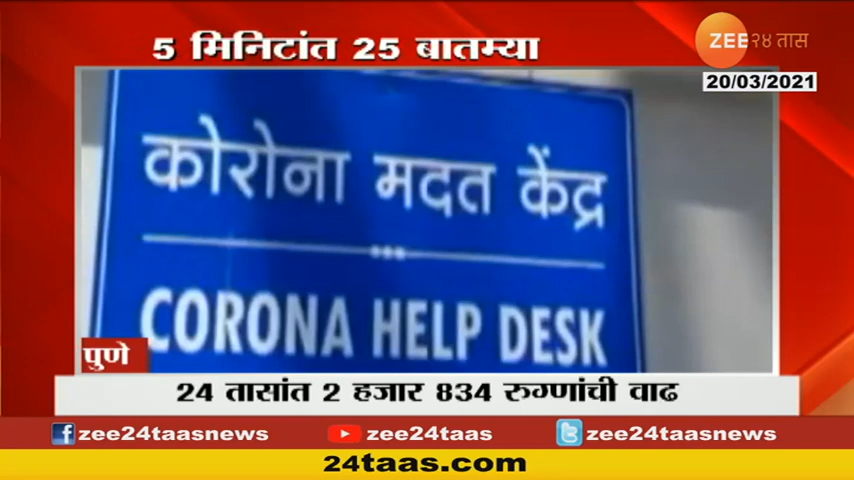 5 मिनिटांत 25 बातम्या
ZEE २४ तास
20/03/2021
कोरोना मदत केंद्र
CORONA HELP DESK
पुणे
24 तासांत 2 हजार 834 रुग्णांची वाढ
zee24taasnews
zee24taas
zee24taasnews
24taas.com